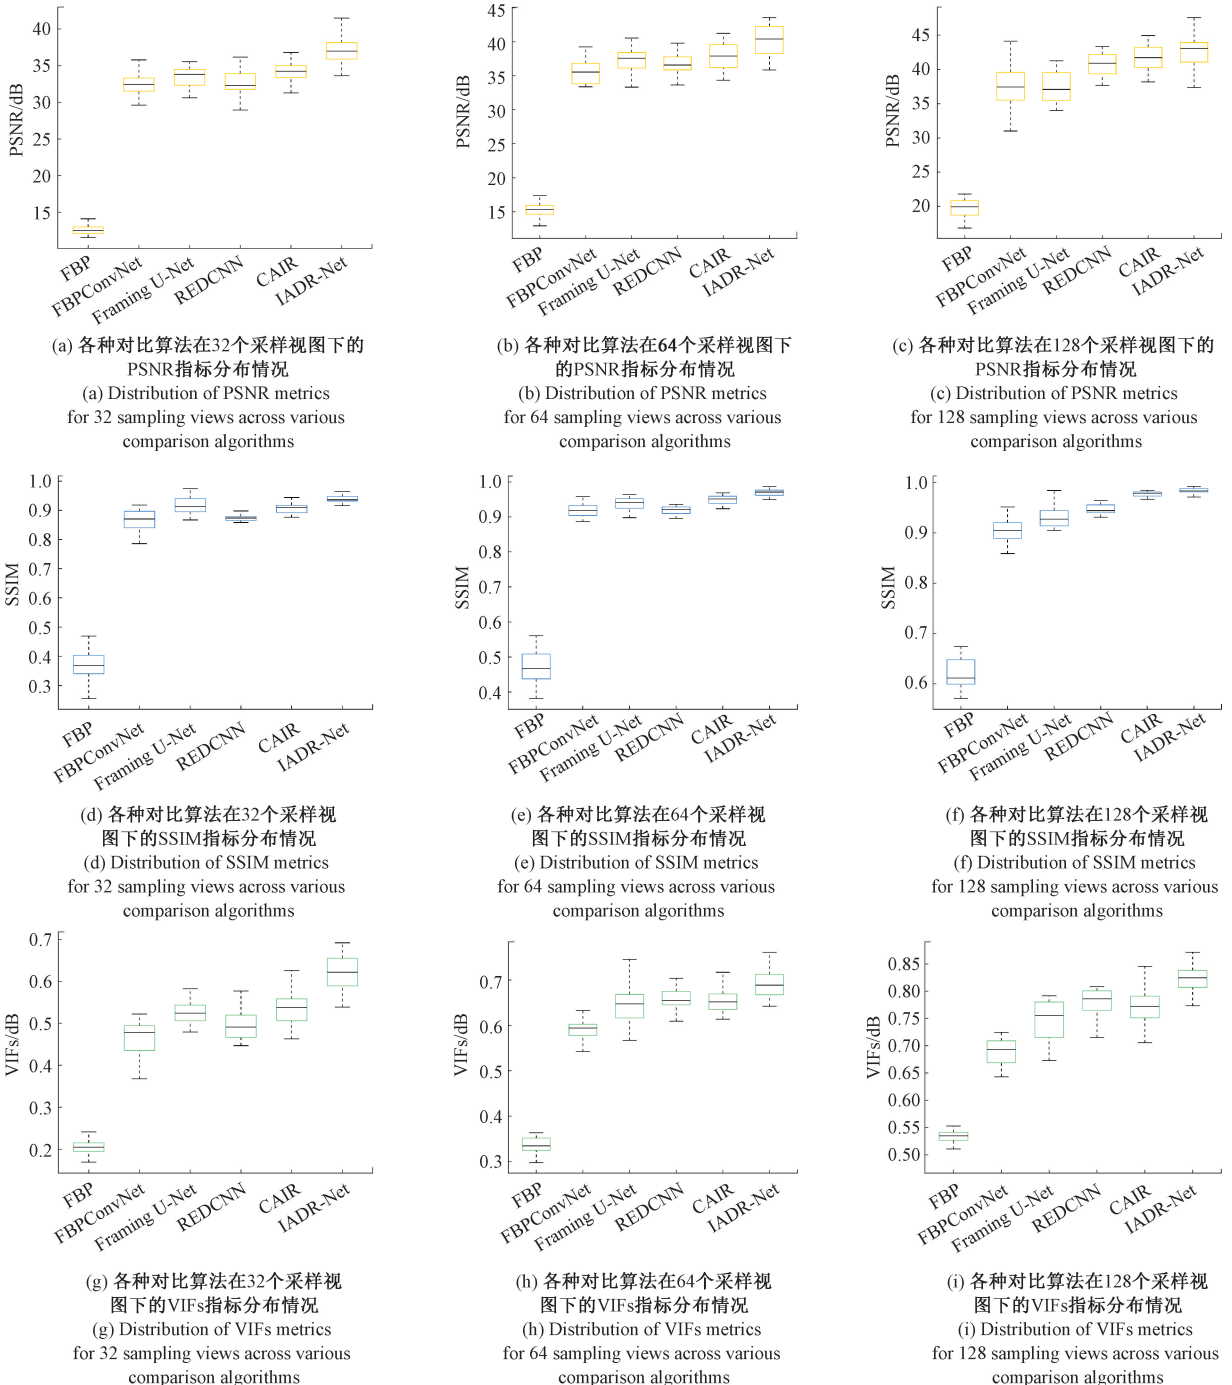 40
35
30
25
20
15
PSNR/dB
FBP
FBPConvNet
Framing U-Net
REDCNN
CAIR
IADR-Net
(a) 各种对比算法在32个采样视图下的
PSNR指标分布情况
(a) Distribution of PSNR metrics
for 32 sampling views across various
comparison algorithms
45
40
35
30
25
20
15
PSNR/dB
FBP
FBPConvNet
Framing U-Net
REDCNN
CAIR
IADR-Net
(b) 各种对比算法在64个采样视图下
的PSNR指标分布情况
(b) Distribution of PSNR metrics
for 64 sampling views across various
comparison algorithms
45
40
35
30
25
20
PSNR/dB
FBP
FBPConvNet
Framing U-Net
REDCNN
CAIR
IADR-Net
(c) 各种对比算法在128个采样视图下的
PSNR指标分布情况
(c) Distribution of PSNR metrics
for 128 sampling views across various
comparison algorithms
1.0
0.9
0.8
0.7
0.6
0.5
0.4
0.3
SSIM
FBP
FBPConvNet
Framing U-Net
REDCNN
CAIR
IADR-Net
(d) 各种对比算法在32个采样视
图下的SSIM指标分布情况
(d) Distribution of SSIM metrics
for 32 sampling views across various
comparison algorithms
1.0
0.9
0.8
0.7
0.6
0.5
0.4
SSIM
FBP
FBPConvNet
Framing U-Net
REDCNN
CAIR
IADR-Net
(e) 各种对比算法在64个采样视
图下的SSIM指标分布情况
(e) Distribution of SSIM metrics
for 64 sampling views across various
comparison algorithms
1.0
0.9
0.8
0.7
0.6
SSIM
FBP
FBPConvNet
Framing U-Net
REDCNN
CAIR
IADR-Net
(f) 各种对比算法在128个采样视
图下的SSIM指标分布情况
(f) Distribution of SSIM metrics
for 128 sampling views across various
comparison algorithms
0.7
0.6
0.5
0.4
0.3
0.2
VIFs/dB
FBP
FBPConvNet
Framing U-Net
REDCNN
CAIR
IADR-Net
(g) 各种对比算法在32个采样视
图下的VIFs指标分布情况
(g) Distribution of VIFs metrics
for 32 sampling views across various
comparison algorithms
0.7
0.6
0.5
0.4
0.3
VIFs/dB
FBP
FBPConvNet
Framing U-Net
REDCNN
CAIR
IADR-Net
(h) 各种对比算法在64个采样视
图下的VIFs指标分布情况
(h) Distribution of VIFs metrics
for 64 sampling views across various
comparison algorithms
0.85
0.80
0.75
0.70
0.65
0.60
0.55
0.50
VIFs/dB
FBP
FBPConvNet
Framing U-Net
REDCNN
CAIR
IADR-Net
(i) 各种对比算法在128个采样视
图下的VIFs指标分布情况
(i) Distribution of VIFs metrics
for 128 sampling views across various
comparison algorithms